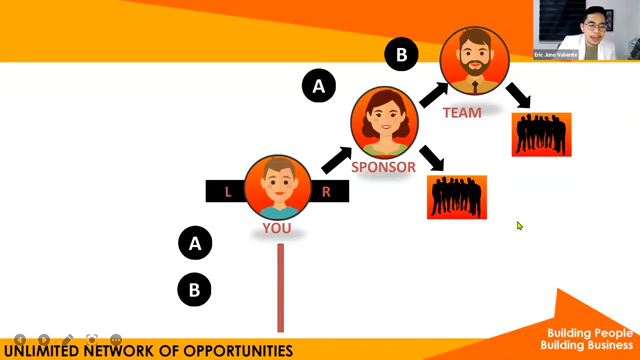 Eric June Valiente
B
A
TEAM
SPONSOR
L
R
YOU
A
B
Building People
Building Business
UNLIMITED NETWORK OF OPPORTUNITIES